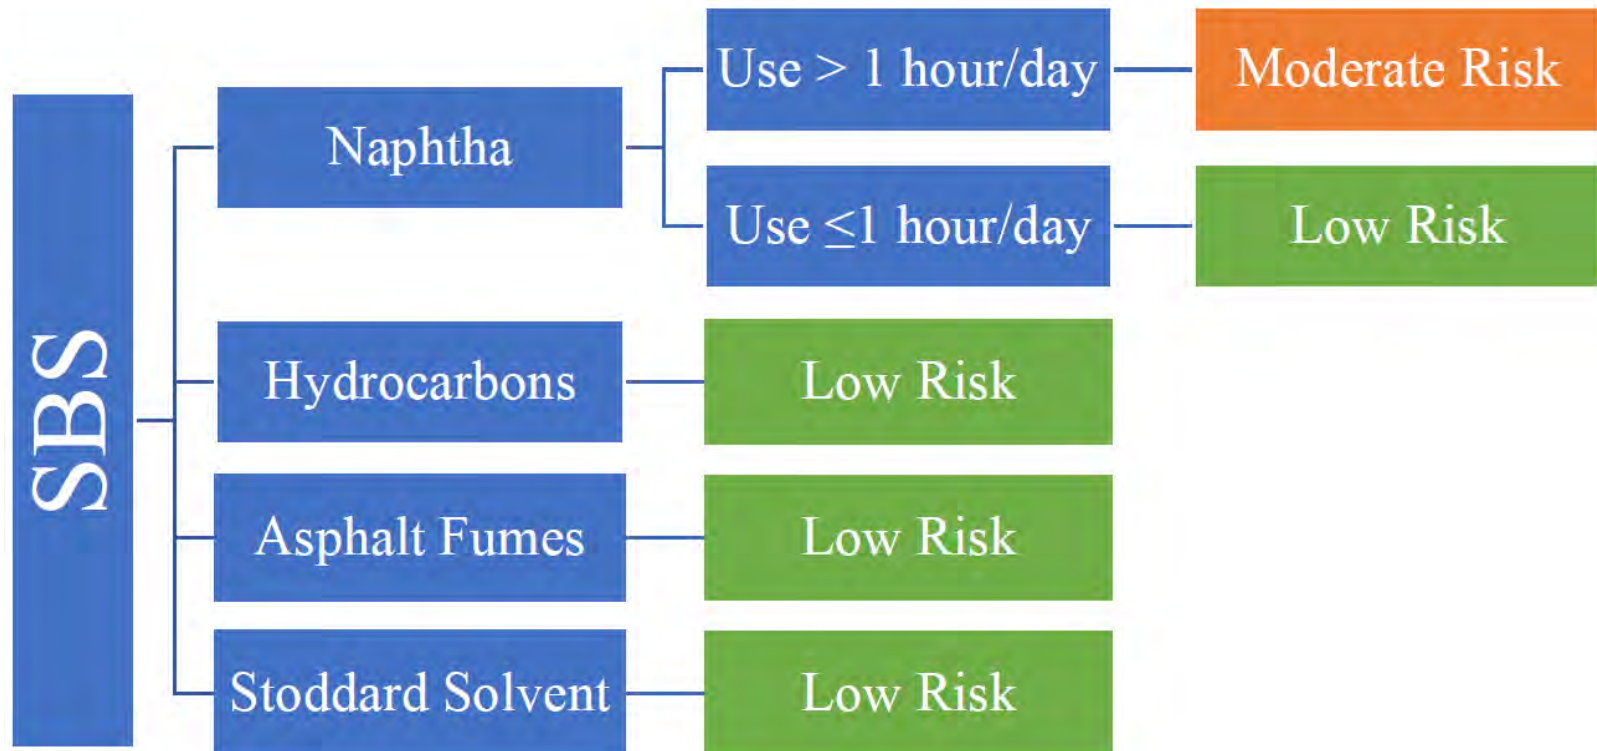 SBS
Naphtha
Use > 1 hour/day
Moderate Risk
Use ≤1 hour/day
Low Risk
Hydrocarbons
Low Risk
Asphalt Fumes
Low Risk
Stoddard Solvent
Low Risk